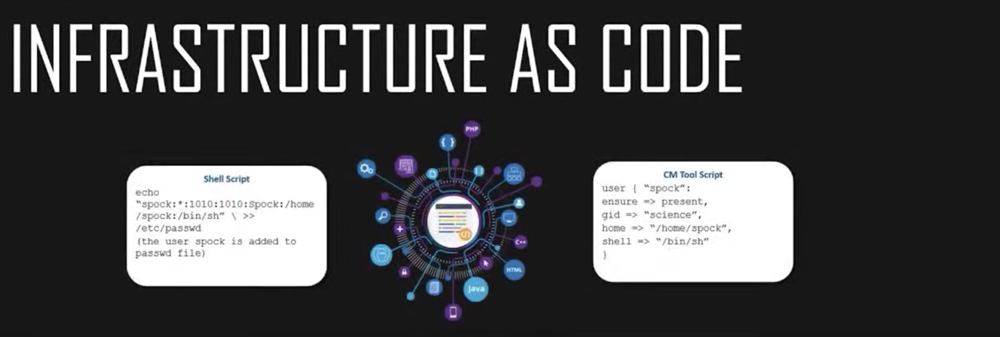 INFRASTRUCTURE AS CODE
Shell Script
echo
“spock:*:1010:1010:Spock:/home
/spock:/bin/sh” \ >>
/etc/passwd
(the user spock is added to
passwd file)
PHP
{ }
C++
HTML
Java
</>
CM Tool Script
user { “spock”:
ensure => present,
gid => “science”,
home => “/home/spock”,
shell => “/bin/sh”
}